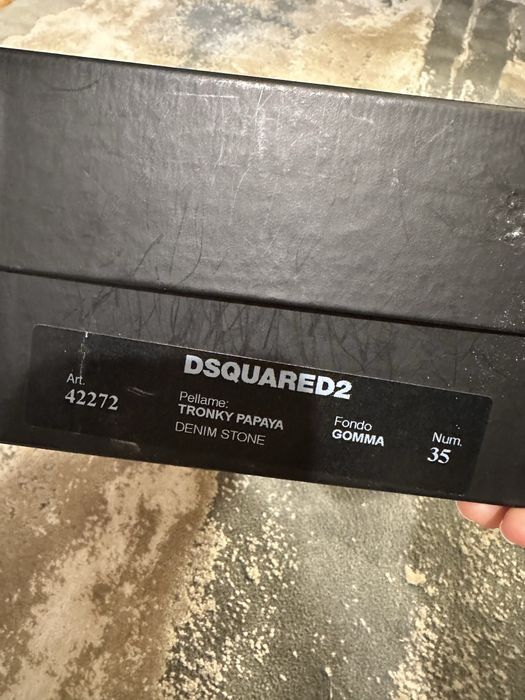 DSQUARED2
Art.
42272
Pellame:
TRONKY PAPAYA
DENIM STONE
Fondo
GOMMA
Num.
35